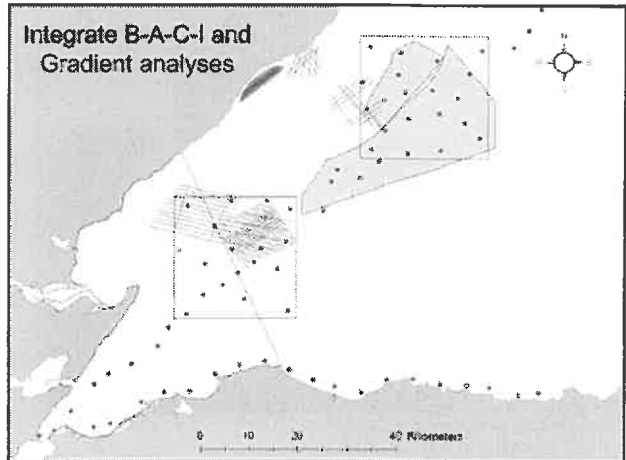 Integrate B-A-C-I and
Gradient analyses
N
0 10 20 40 Kilometers